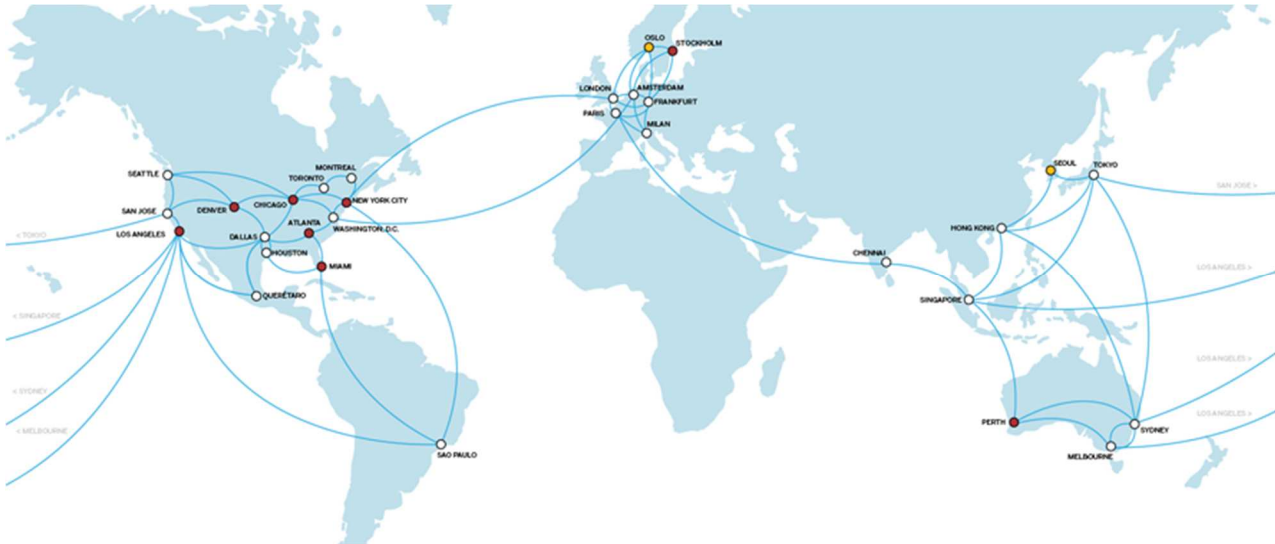 OSLO
STOCKHOLM
LONDON
AMSTERDAM
FRANKFURT
PARIS
MILAN
SEATTLE
MONTREAL
TORONTO
SAN JOSE
DENVER
CHICAGO
NEW YORK CITY
ATLANTA
WASHINGTON, D.C.
LOS ANGELES
DALLAS
HOUSTON
MIAMI
QUERÉTARO
SAO PAULO
< TOKYO
< SINGAPORE
< SYDNEY
< MELBOURNE
SEOUL
TOKYO
SAN JOSE >
HONG KONG
CHENNAI
LOS ANGELES >
SINGAPORE
LOS ANGELES >
LOS ANGELES >
PERTH
SYDNEY
MELBOURNE